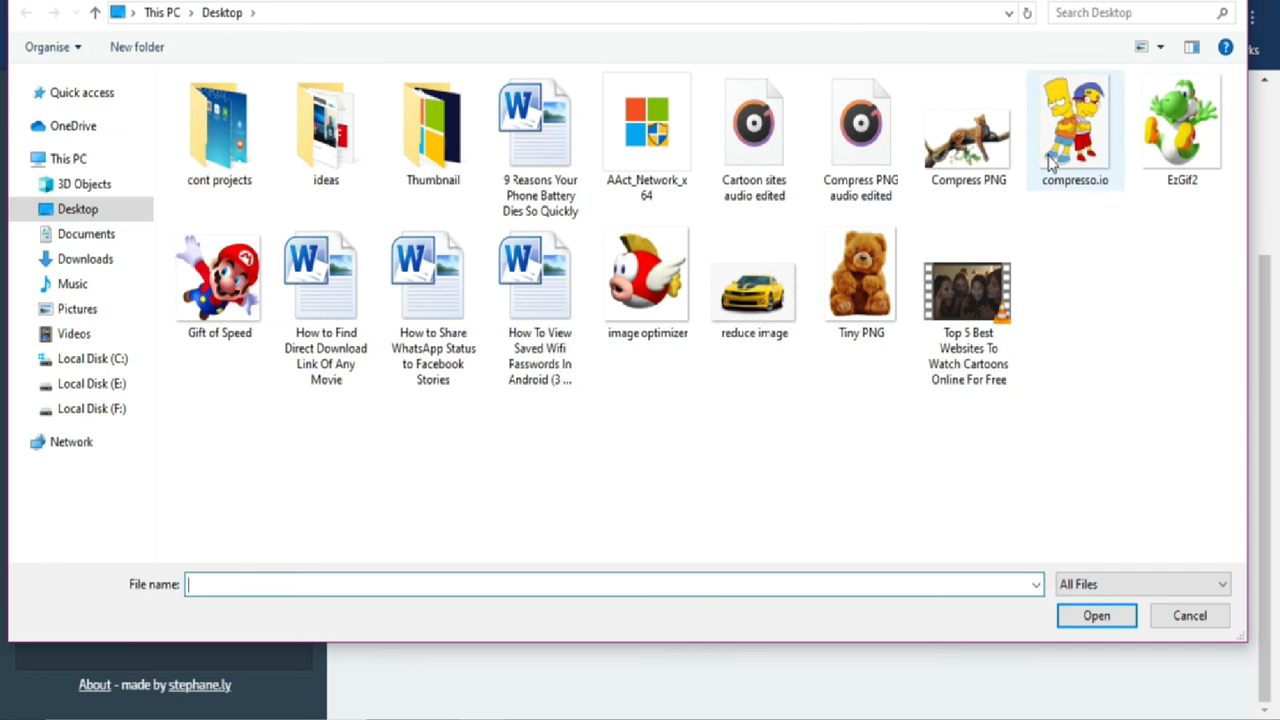 This PC > Desktop >
Search Desktop
Organise
New folder
Quick access
OneDrive
This PC
3D Objects
Desktop
Documents
Downloads
Music
Pictures
Videos
Local Disk (C:)
Local Disk (E:)
Local Disk (F:)
Network
cont projects
ideas
Thumbnail
9 Reasons Your
Phone Battery
Dies So Quickly
AAct_Network_x
64
Cartoon sites
audio edited
Compress PNG
audio edited
Compress PNG
compresso.io
EzGif2
Gift of Speed
How to Find
Direct Download
Link Of Any
Movie
How to Share
WhatsApp Status
to Facebook
Stories
How To View
Saved Wifi
Passwords In
Android (3 ...
image optimizer
reduce image
Tiny PNG
Top 5 Best
Websites To
Watch Cartoons
Online For Free
File name:
All Files
Open
Cancel
ks
About - made by stephane.ly